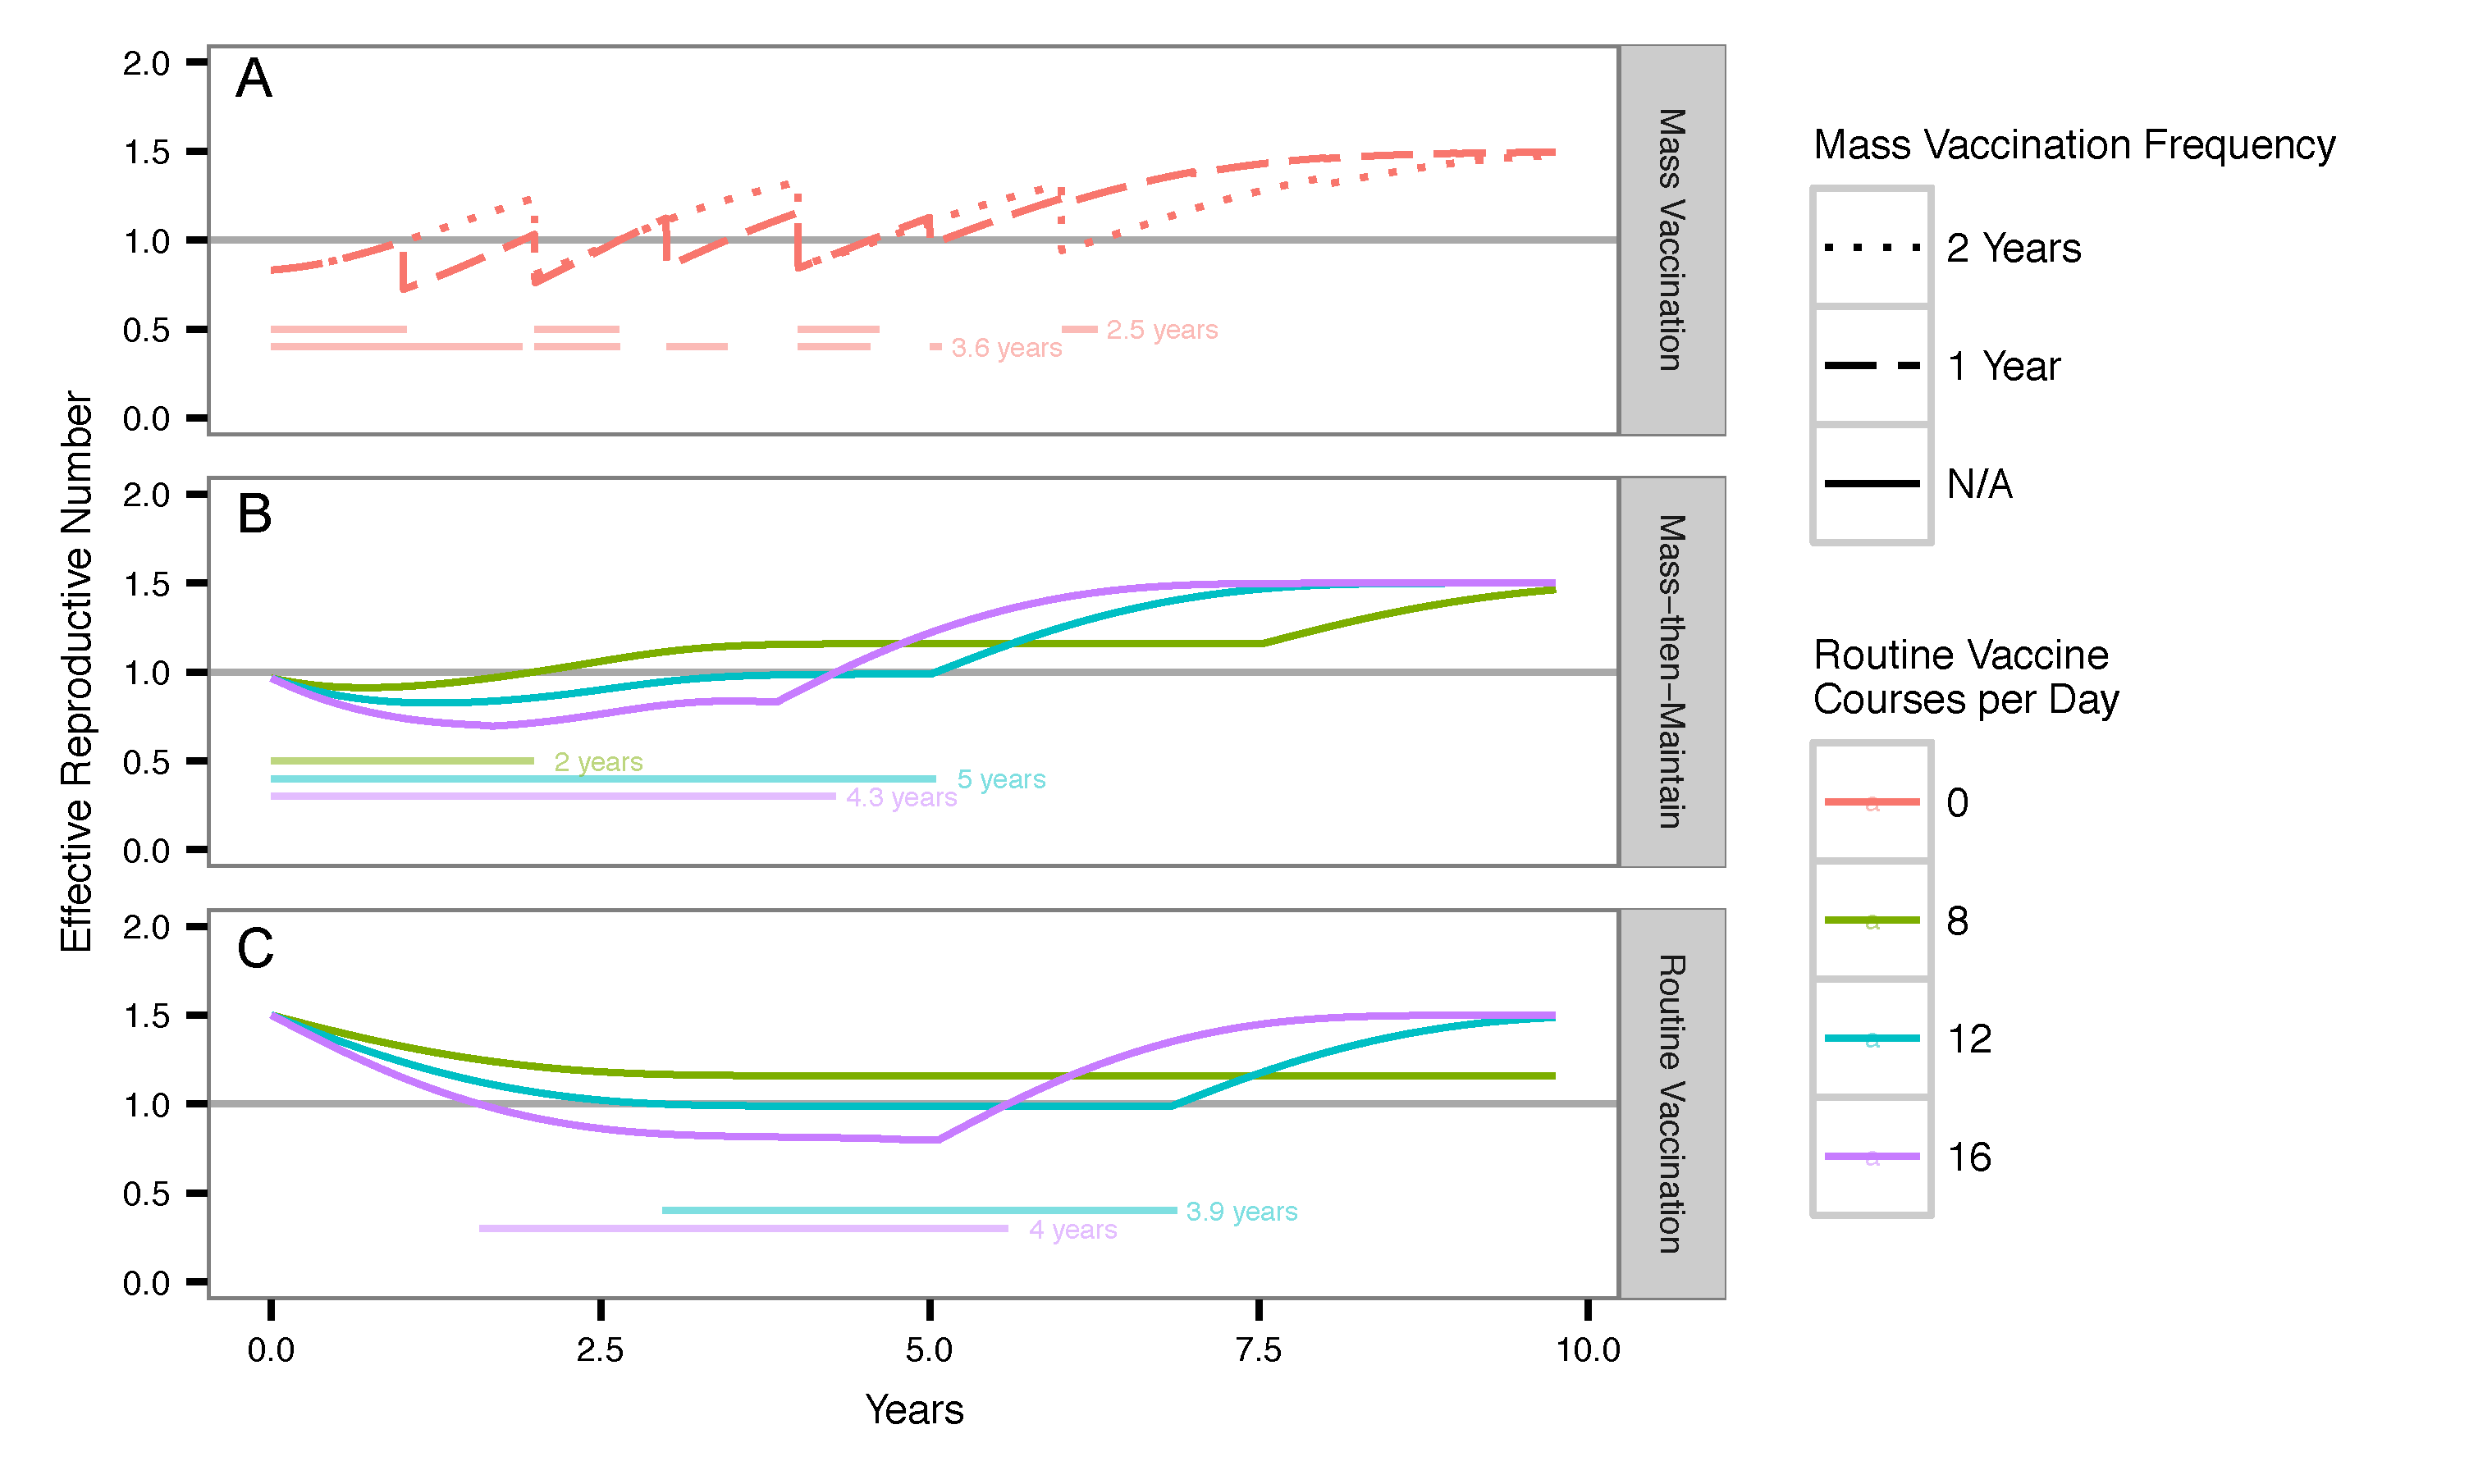 Effective Reproductive Number
A
2.0
1.5
1.0
0.5
0.0
2.5 years
3.6 years
Mass Vaccination
B
2.0
1.5
1.0
0.5
0.0
2 years
5 years
4.3 years
Mass−then−Maintain
C
2.0
1.5
1.0
0.5
0.0
3.9 years
4 years
Routine Vaccination
0.0 2.5 5.0 7.5 10.0
Years
Mass Vaccination Frequency
2 Years
1 Year
N/A
Routine Vaccine
Courses per Day
a 0
a 8
a 12
a 16